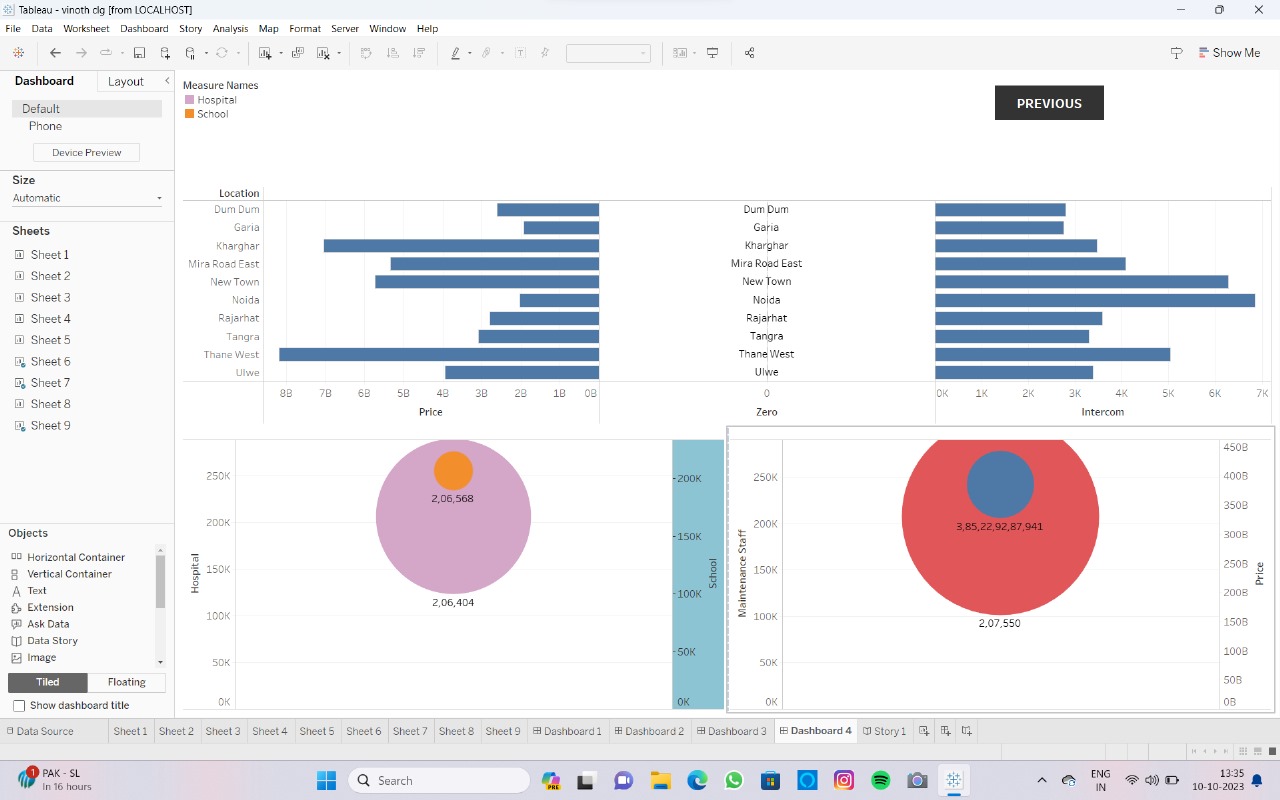 Tableau - vinoth clg [from LOCALHOST]
File Data Worksheet Dashboard Story Analysis Map Format Server Window Help
Show Me
Dashboard Layout
Default
Phone
Device Preview
Size
Automatic
Sheets
Sheet 1
Sheet 2
Sheet 3
Sheet 4
Sheet 5
Sheet 6
Sheet 7
Sheet 8
Sheet 9
Objects
Horizontal Container
Vertical Container
Text
Extension
Ask Data
Data Story
Image
Tiled Floating
Show dashboard title
Measure Names
Hospital
School
PREVIOUS
Location
Dum Dum Dum Dum
Garia Garia
Kharghar Kharghar
Mira Road East Mira Road East
New Town New Town
Noida Noida
Rajarhat Rajarhat
Tangra Tangra
Thane West Thane West
Ulwe Ulwe
8B 7B 6B 5B 4B 3B 2B 1B 0B 0 0K 1K 2K 3K 4K 5K 6K 7K
Price Zero Intercom
250K
200K
150K
100K
50K
0K
Hospital
2,06,568
2,06,404
200K
150K
100K
50K
0K
School
250K
200K
150K
100K
50K
0K
Maintenance Staff
3,85,22,92,87,941
2,07,550
450B
400B
350B
300B
250B
200B
150B
100B
50B
0B
Price
Data Source Sheet 1 Sheet 2 Sheet 3 Sheet 4 Sheet 5 Sheet 6 Sheet 7 Sheet 8 Sheet 9 Dashboard 1 Dashboard 2 Dashboard 3 Dashboard 4 Story 1
1
PAK - SL
In 16 hours
Search
PRE
ENG
IN
13:35
10-10-2023